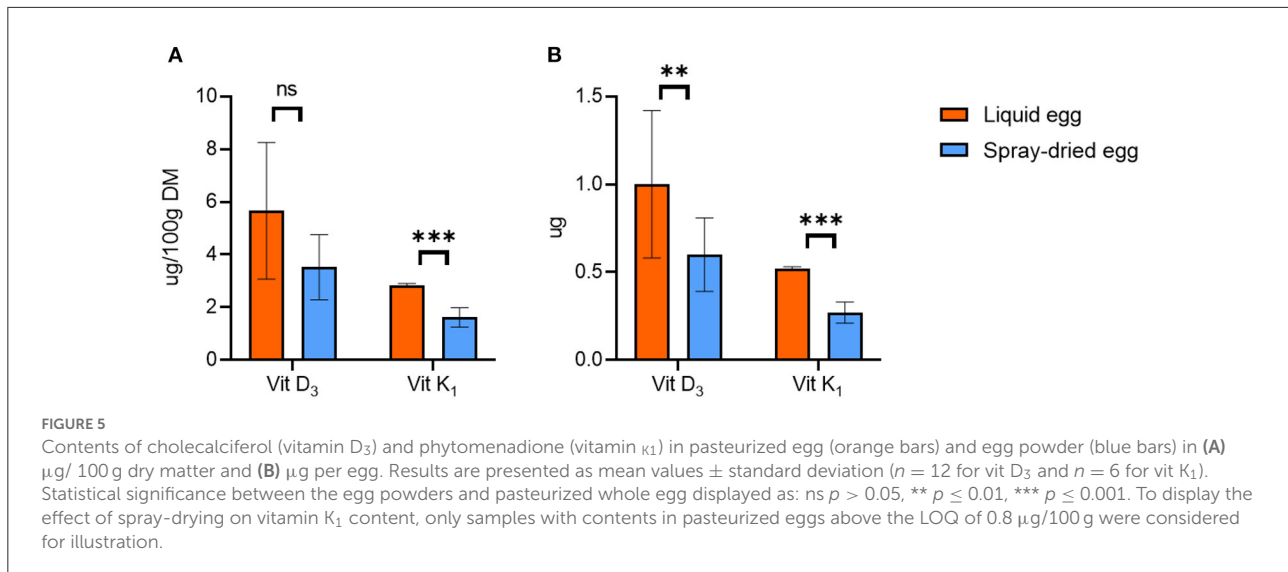 A
ns
10
8
6
4
2
0
ug/100g DM
***
Vit D3
Vit K1
B
**
1.5
1.0
0.5
0.0
ug
***
Vit D3
Vit K1
Liquid egg
Spray-dried egg
FIGURE 5
Contents of cholecalciferol (vitamin D3) and phytomenadione (vitamin K1) in pasteurized egg (orange bars) and egg powder (blue bars) in (A)
μg/ 100 g dry matter and (B) μg per egg. Results are presented as mean values ± standard deviation (n = 12 for vit D3 and n = 6 for vit K1).
Statistical significance between the egg powders and pasteurized whole egg displayed as: ns p > 0.05, ** p ≤ 0.01, *** p ≤ 0.001. To display the
effect of spray-drying on vitamin K1 content, only samples with contents in pasteurized eggs above the LOQ of 0.8 μg/100 g were considered
for illustration.